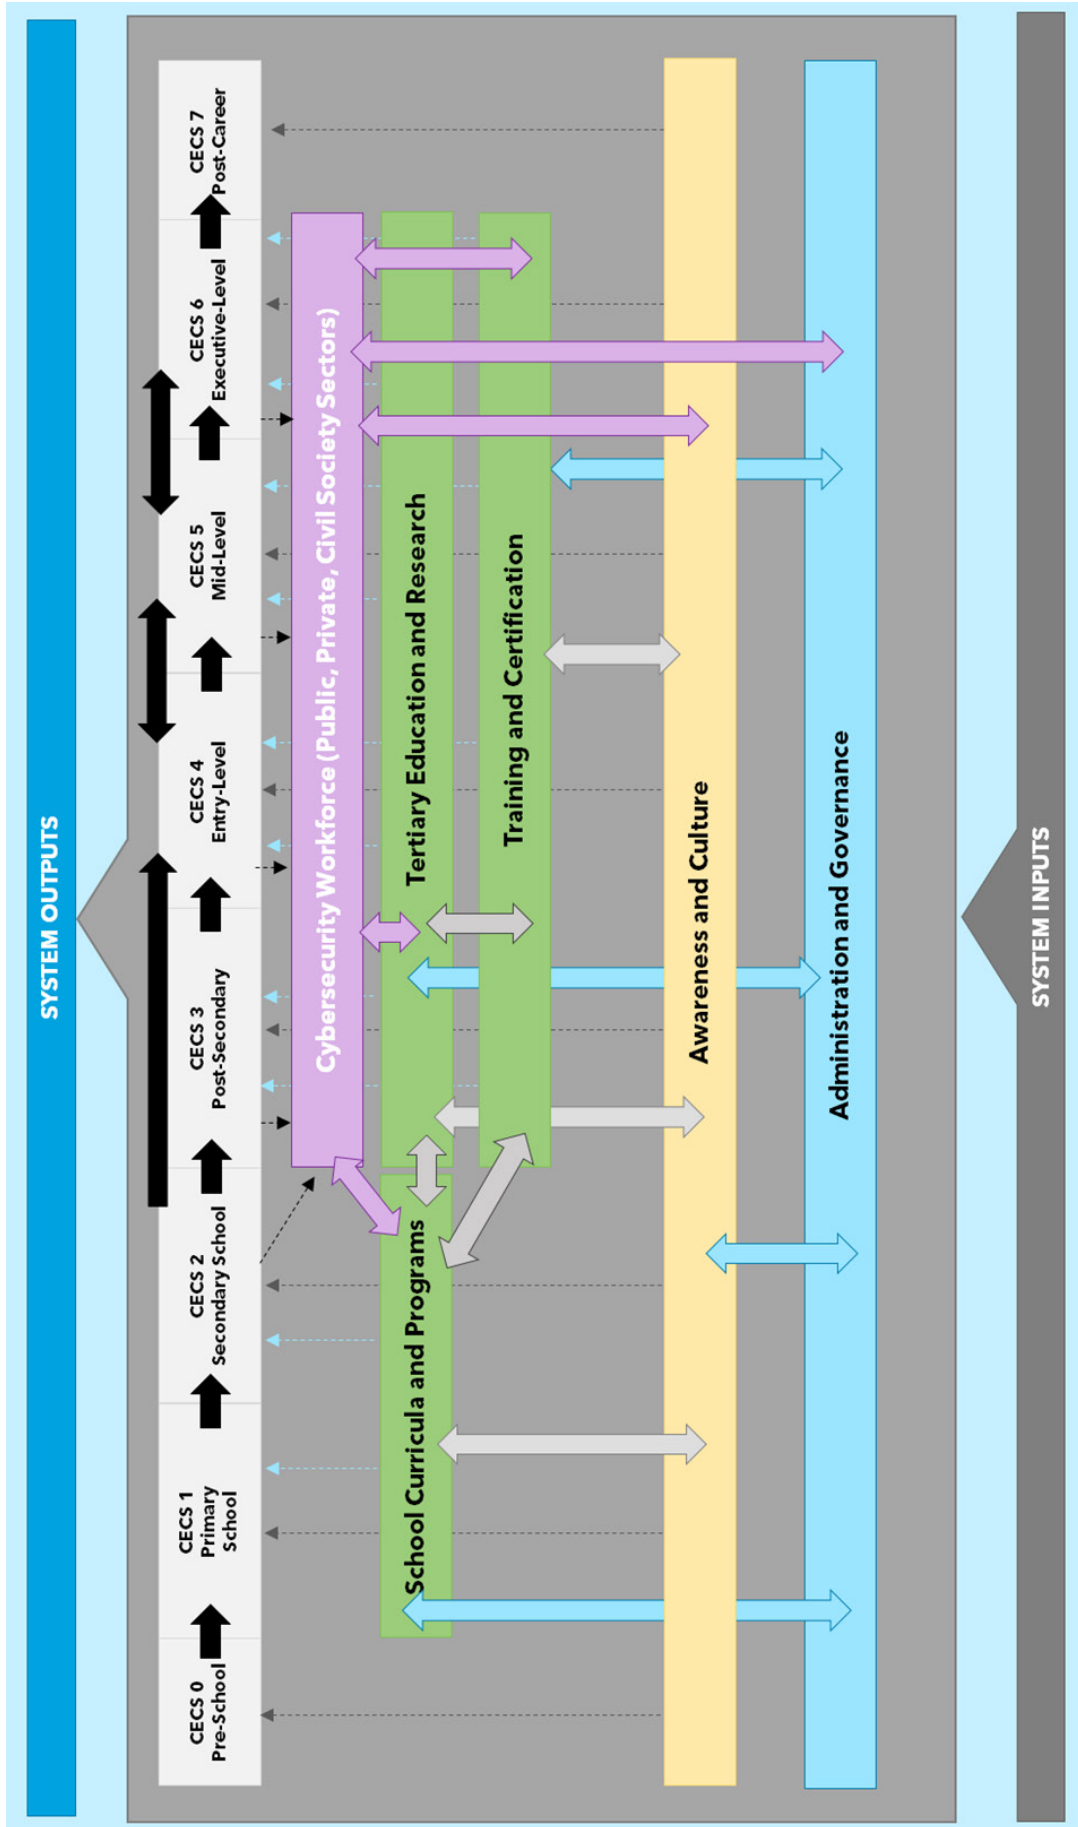 SYSTEM OUTPUTS
CECS 0
Pre-School
CECS 1
Primary
School
CECS 2
Secondary School
CECS 3
Post-Secondary
CECS 4
Entry-Level
CECS 5
Mid-Level
CECS 6
Executive-Level
CECS 7
Post-Career
Cybersecurity Workforce (Public, Private, Civil Society Sectors)
School Curricula and Programs
Tertiary Education and Research
Training and Certification
Awareness and Culture
Administration and Governance
SYSTEM INPUTS